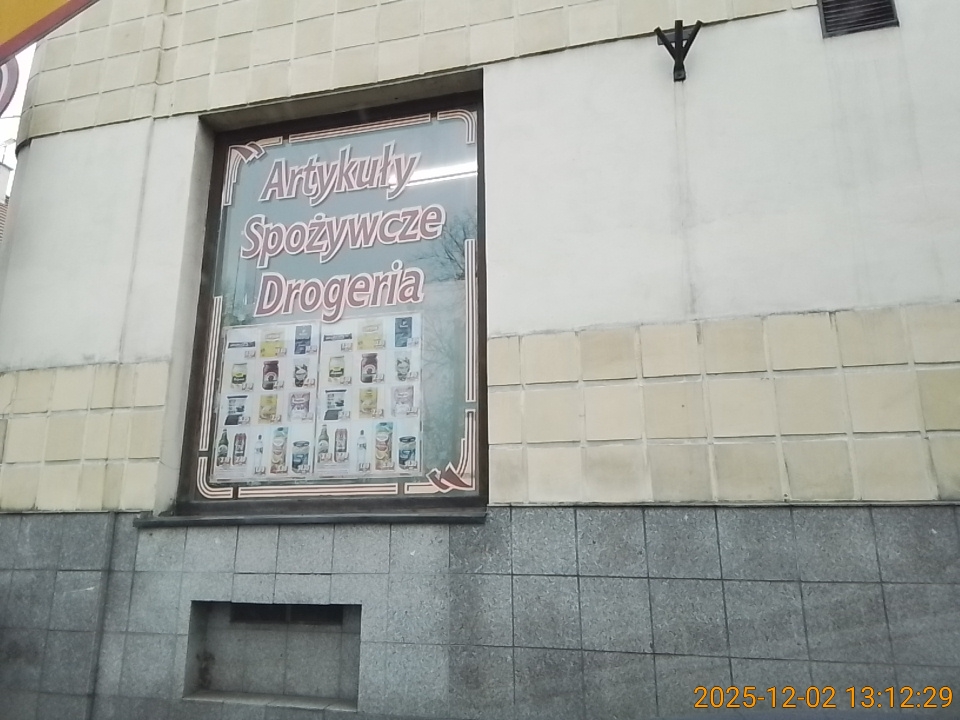 Artykuły
Spożywcze
Drogeria
2025-12-02 13:12:29